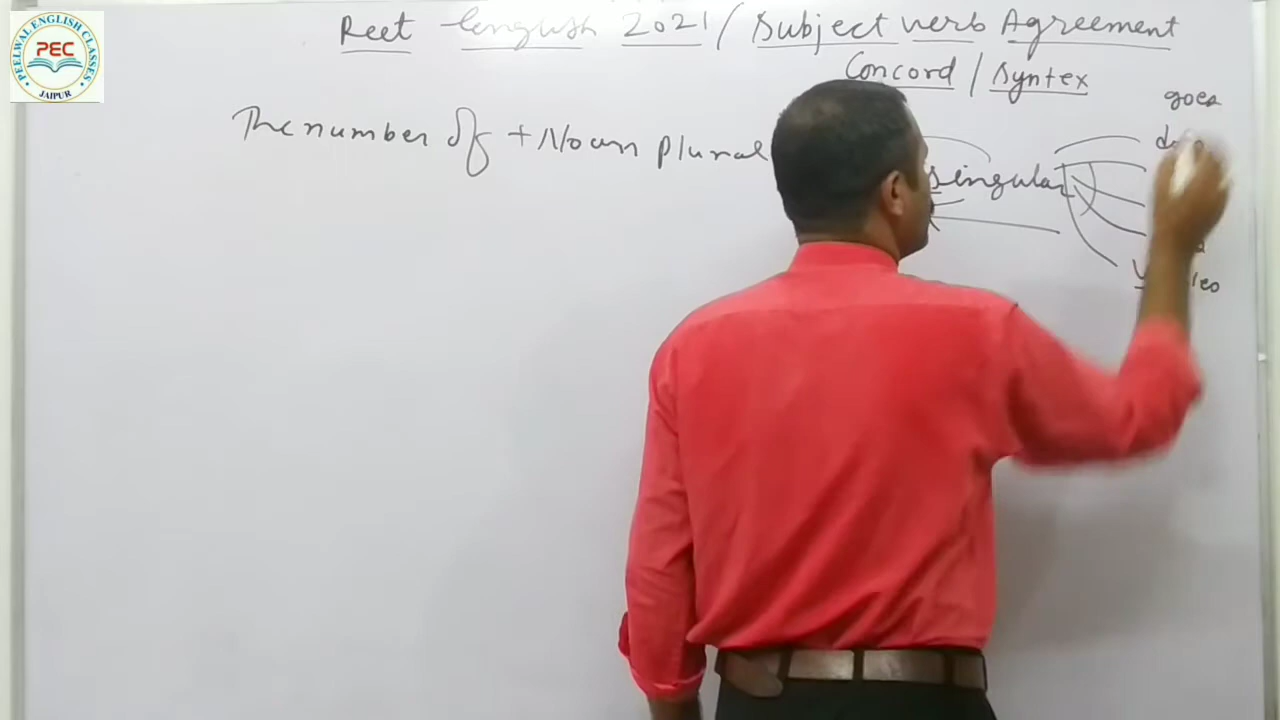 Reet English 2021 / Subject verb Agreement
Concord / Syntex
The number of + Noun plural
singular
goes
PEELWAL ENGLISH CLASSES
PEC
JAIPUR